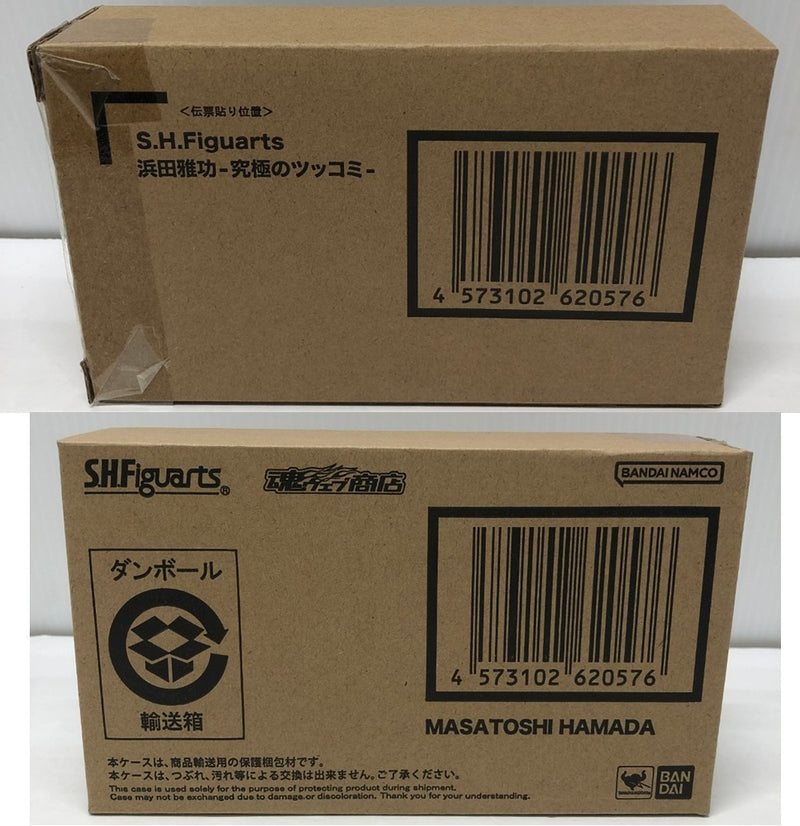 ＜伝票貼り位置＞
S.H.Figuarts
浜田雅功-究極のツッコミ-
4 573102 620576
S.H.Figuarts®
魂ウェブ商店
BANDAI NAMCO
ダンボール
輸送箱
4 573102 620576
MASATOSHI HAMADA
本ケースは、商品輸送用の保護梱包材です。
本ケースは、つぶれ、汚れ等による交換は出来ません。ご了承ください。
This case is used solely for the purpose of protecting product during shipment.
Case may not be exchanged due to damage.or discoloration. Thank you for your understanding.
BAN
DAI